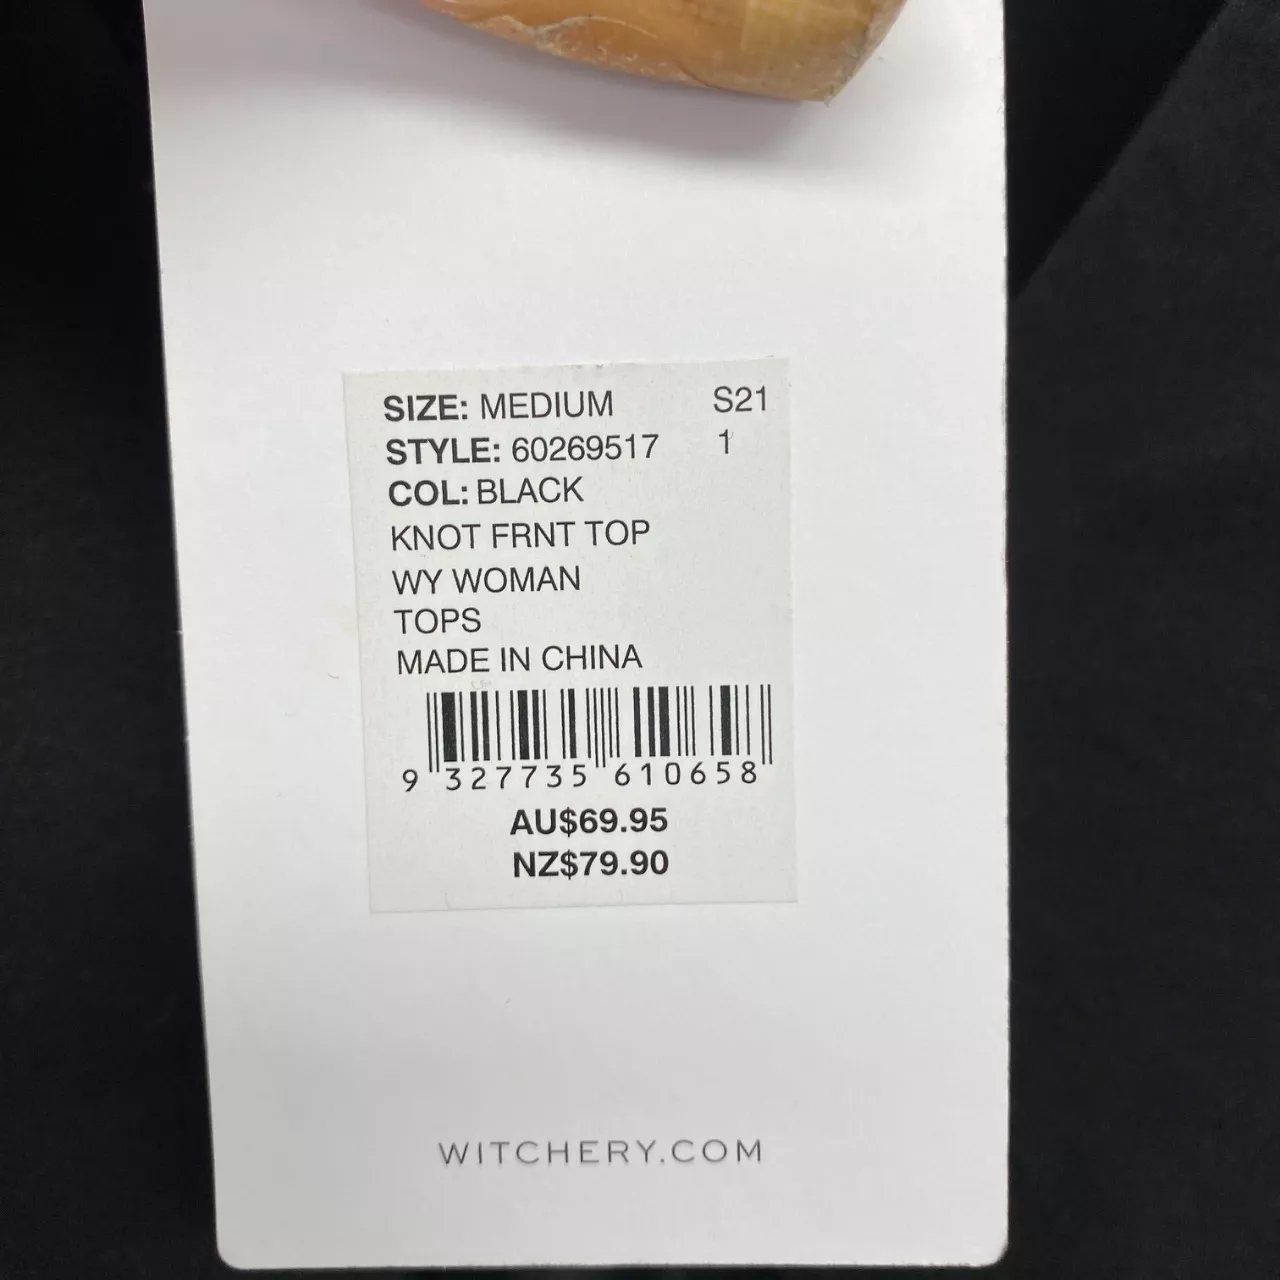 SIZE: MEDIUM S21
STYLE: 60269517 1
COL: BLACK
KNOT FRNT TOP
WY WOMAN
TOPS
MADE IN CHINA
9 327735 610658
AU$69.95
NZ$79.90
WITCHERY.COM